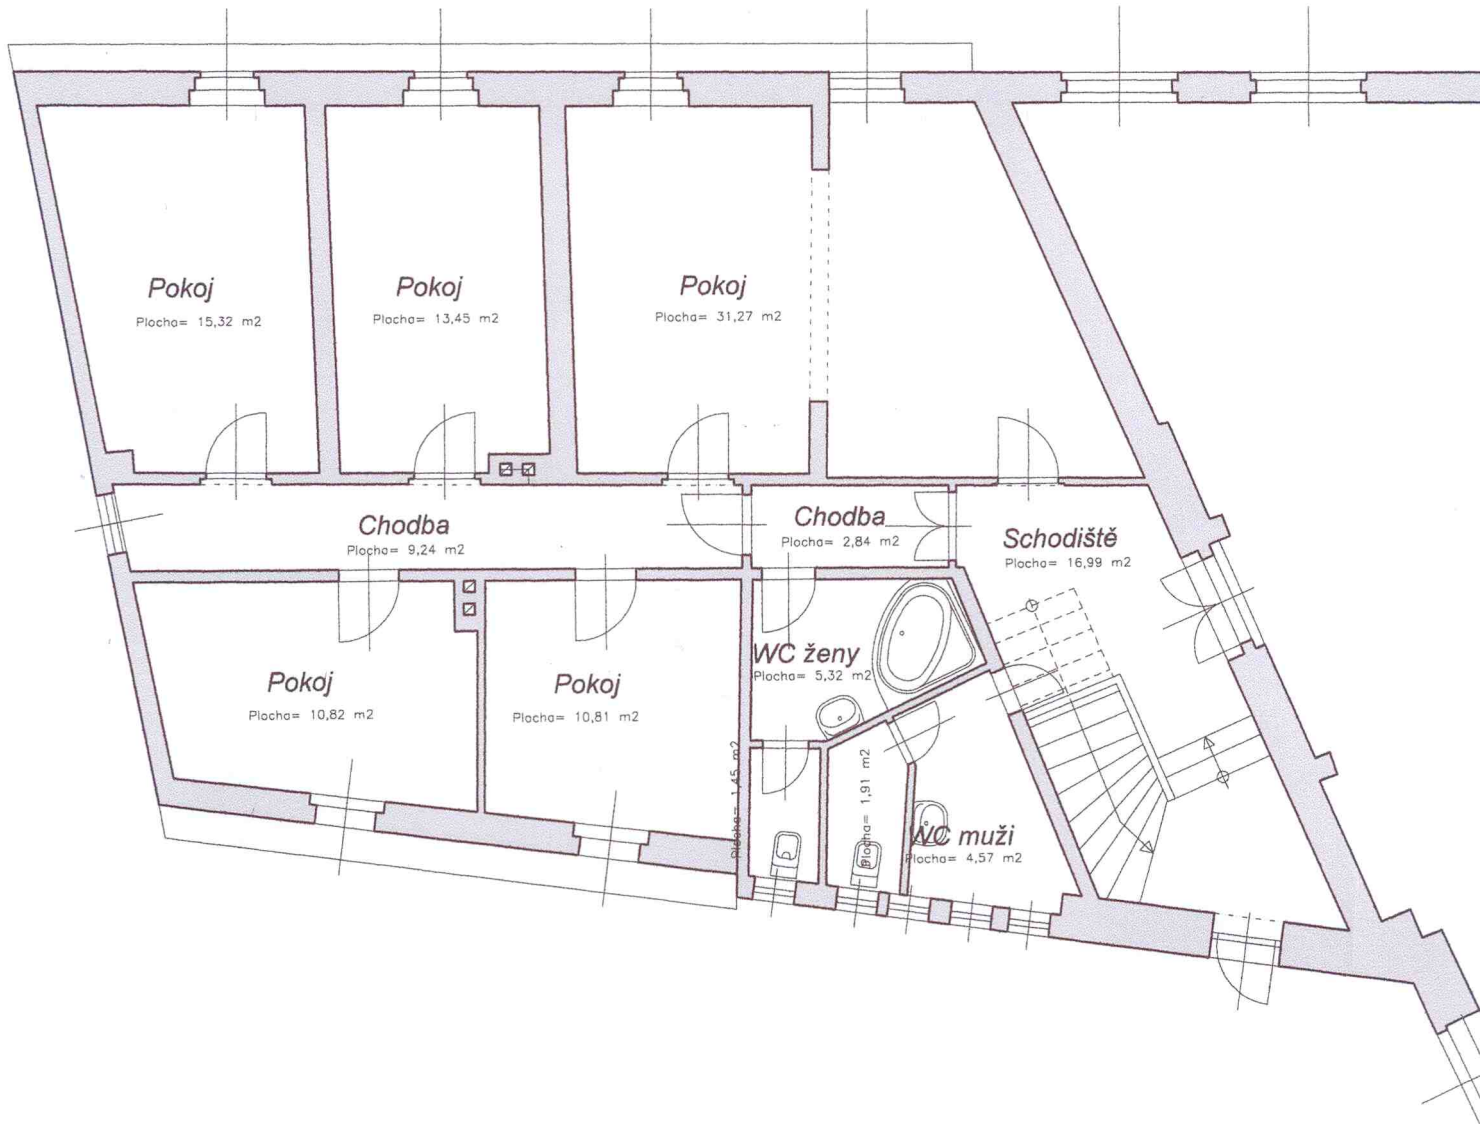 Pokoj
Plocha= 15,32 m2
Pokoj
Plocha= 13,45 m2
Pokoj
Plocha= 31,27 m2
Chodba
Plocha= 9,24 m2
Chodba
Plocha= 2,84 m2
Schodiště
Plocha= 16,99 m2
Pokoj
Plocha= 10,82 m2
Pokoj
Plocha= 10,81 m2
WC ženy
Plocha= 5,32 m2
Plocha= 1,45 m2
Plocha= 1,91 m2
WC muži
Plocha= 4,57 m2